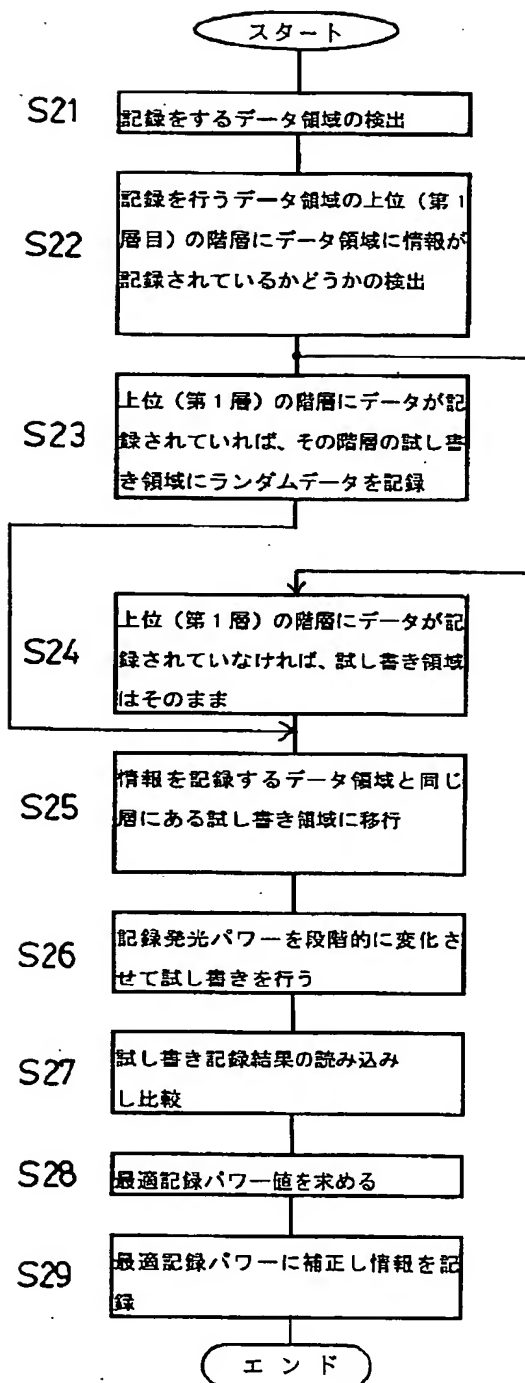 スタート
S21
記録をするデータ領域の検出
S22
記録を行うデータ領域の上位（第1
層目）の階層にデータ領域に情報が
記録されているかどうかの検出
S23
上位（第1層）の階層にデータが記
録されていれば、その階層の試し書
き領域にランダムデータを記録
S24
上位（第1層）の階層にデータが記
録されていなければ、試し書き領域
はそのまま
S25
情報を記録するデータ領域と同じ
層にある試し書き領域に移行
S26
記録発光パワーを段階的に変化さ
せて試し書きを行う
S27
試し書き記録結果の読み込み
し比較
S28
最適記録パワー値を求める
S29
最適記録パワーに補正し情報を記
録
エンド